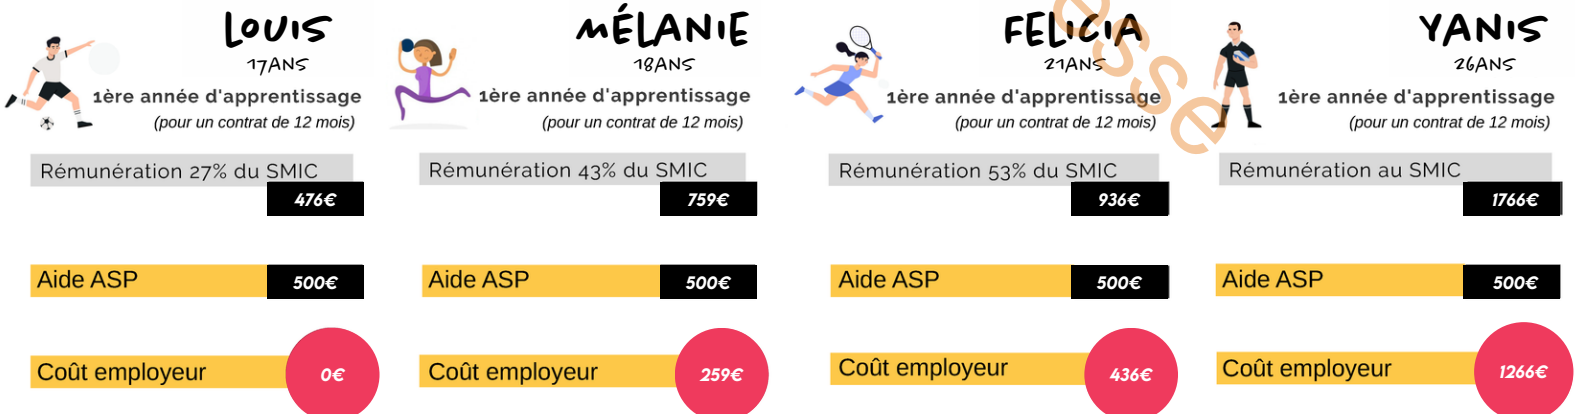 LOUIS
17ANS
1ère année d'apprentissage
(pour un contrat de 12 mois)
Rémunération 27% du SMIC
476€
Aide ASP
500€
Coût employeur
0€
MÉLANIE
18ANS
1ère année d'apprentissage
(pour un contrat de 12 mois)
Rémunération 43% du SMIC
759€
Aide ASP
500€
Coût employeur
259€
FELICIA
21ANS
1ère année d'apprentissage
(pour un contrat de 12 mois)
Rémunération 53% du SMIC
936€
Aide ASP
500€
Coût employeur
436€
YANIS
26ANS
1ère année d'apprentissage
(pour un contrat de 12 mois)
Rémunération au SMIC
1766€
Aide ASP
500€
Coût employeur
1266€
esse